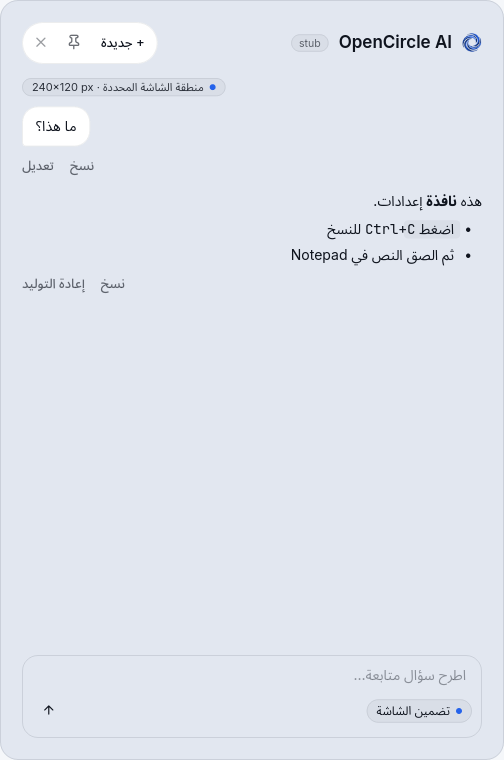 OpenCircle AI stub
+ جديدة
منطقة الشاشة المحددة · 240×120 px
ما هذا؟
نسخ تعديل
هذه نافذة إعدادات.
• اضغط Ctrl+C للنسخ
• ثم الصق النص في Notepad
نسخ إعادة التوليد
اطرح سؤال متابعة...
تضمين الشاشة